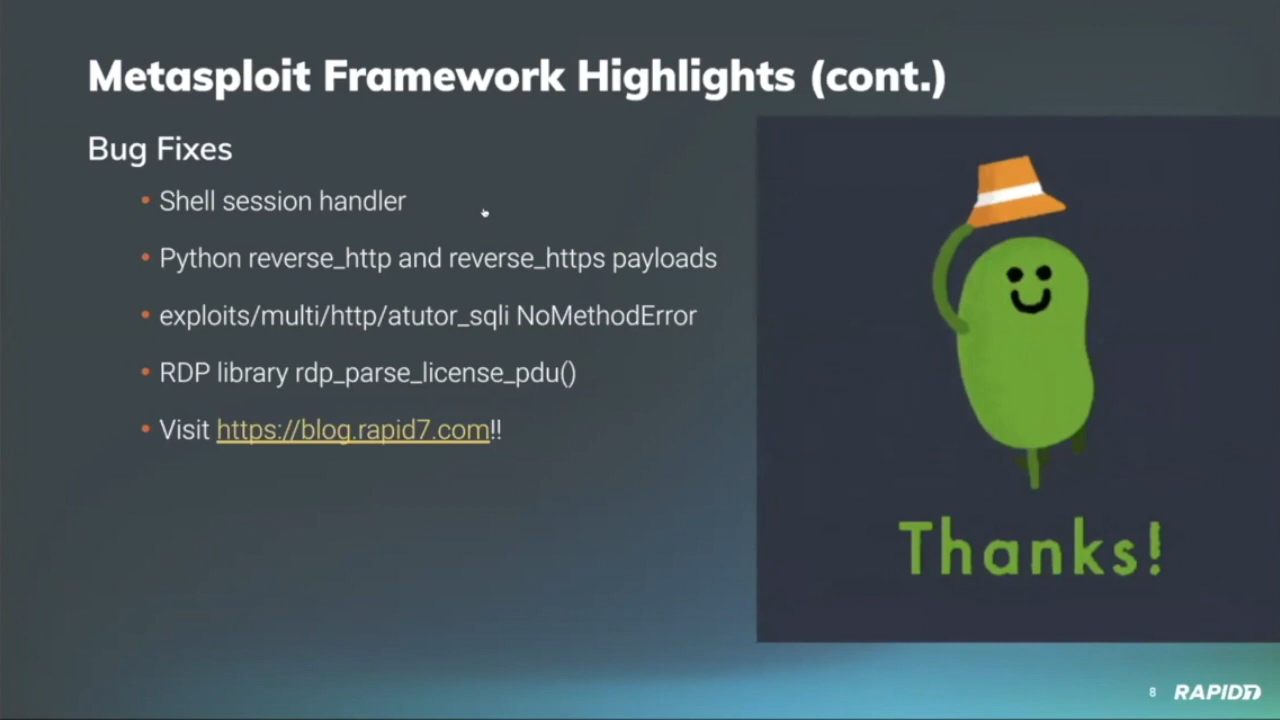 Metasploit Framework Highlights (cont.)
Bug Fixes
• Shell session handler
• Python reverse_http and reverse_https payloads
• exploits/multi/http/atutor_sqli NoMethodError
• RDP library rdp_parse_license_pdu()
• Visit https://blog.rapid7.com!!
Thanks!
8 RAPID7